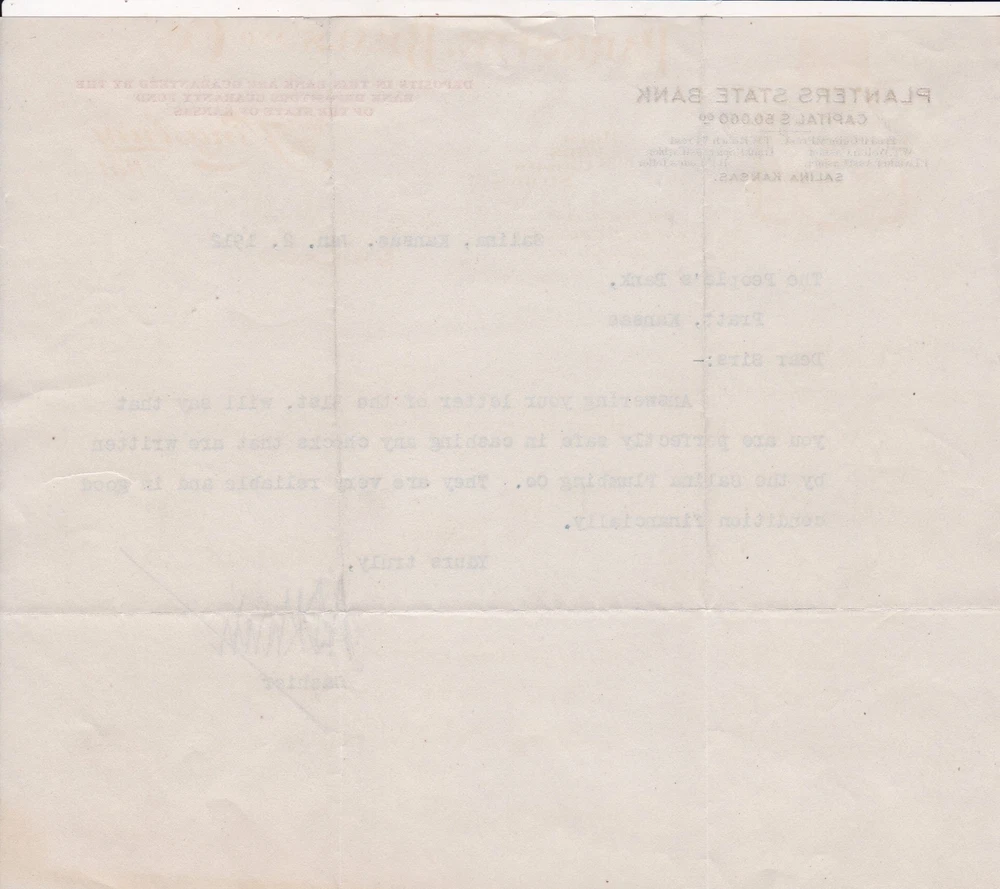 PLANTERS STATE BANK
CAPITAL $ 50,000 00
SALINA KANSAS.
DEPOSITS IN THIS BANK ARE GUARANTEED BY THE
BANK DEPOSITORS GUARANTY FUND
OF THE STATE OF KANSAS
Salina, Kansas. Jan. 2. 1912
The People's Bank,
Pratt, Kansas
Dear Sirs:-
Answering your letter of the 31st. will say that
you are perfectly safe in cashing any checks that are written
by the Salina Plumbing Co. They are very reliable and in good
condition financially.
Yours truly,
Cashier